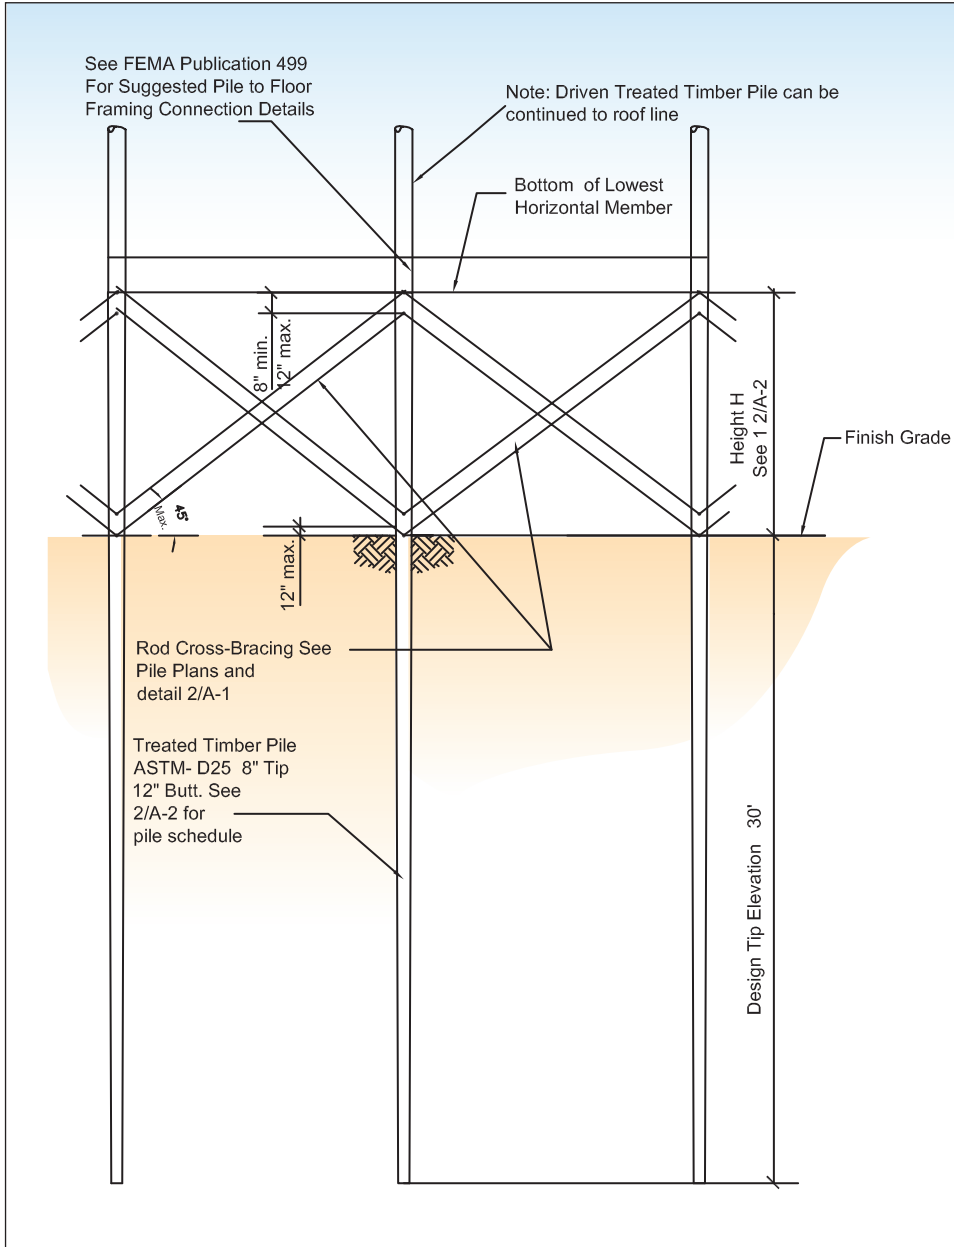 See FEMA Publication 499
For Suggested Pile to Floor
Framing Connection Details
Note: Driven Treated Timber Pile can be
continued to roof line
Bottom of Lowest
Horizontal Member
8" min.
12" max.
Height H
See 1 2/A-2
Finish Grade
45°
Max.
12" max.
Rod Cross-Bracing See
Pile Plans and
detail 2/A-1
Treated Timber Pile
ASTM- D25 8" Tip
12" Butt. See
2/A-2 for
pile schedule
Design Tip Elevation 30'